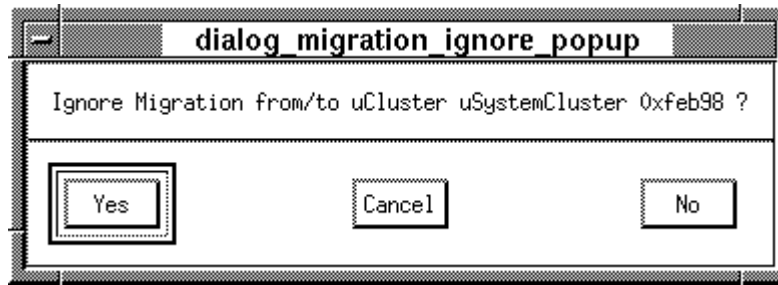 dialog_migration_ignore_popup
Ignore Migration from/to uCluster uSystemCluster 0xfeb98 ?
Yes Cancel No